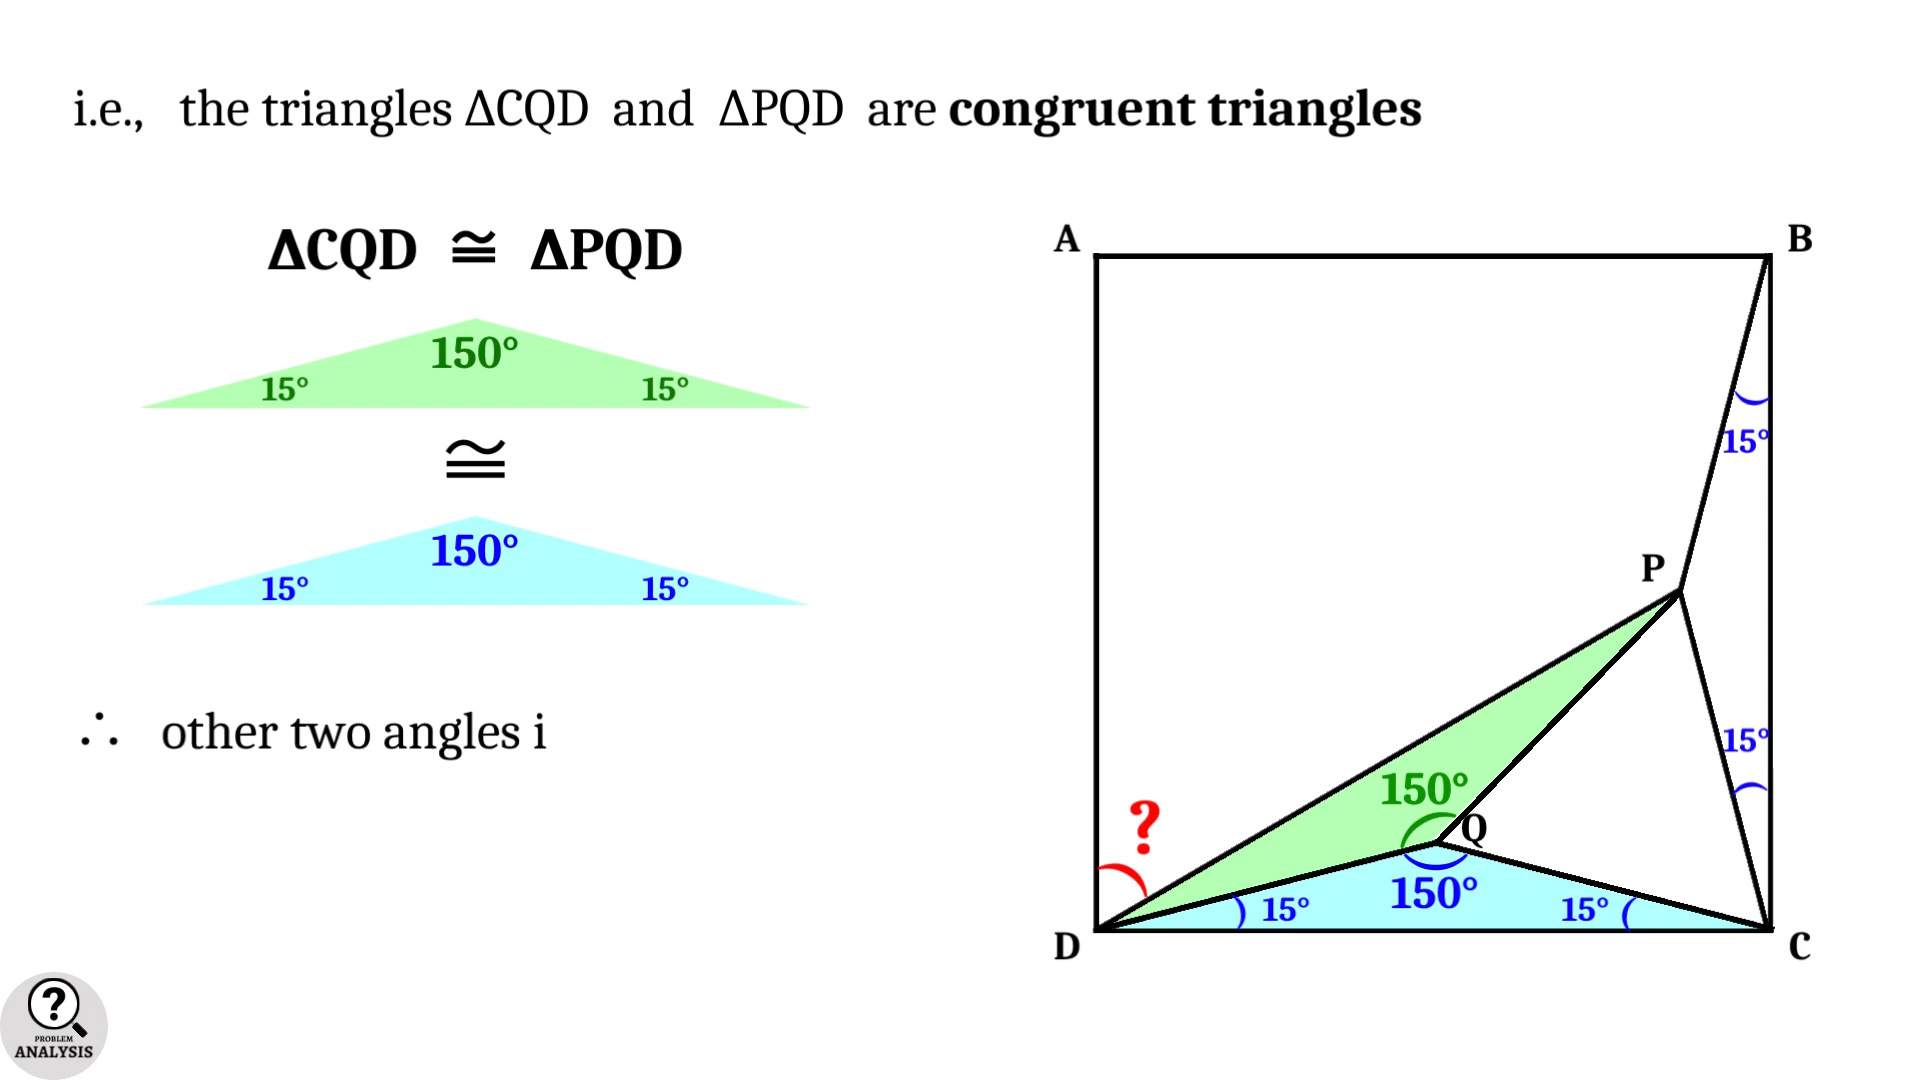 i.e., the triangles ΔCQD and ΔPQD are congruent triangles
ΔCQD ≅ ΔPQD
150°
15° 15°
≅
150°
15° 15°
∴ other two angles i
A B
15°
P
15°
150°
?
Q
150°
15° 15°
D C
?
PROBLEM
ANALYSIS